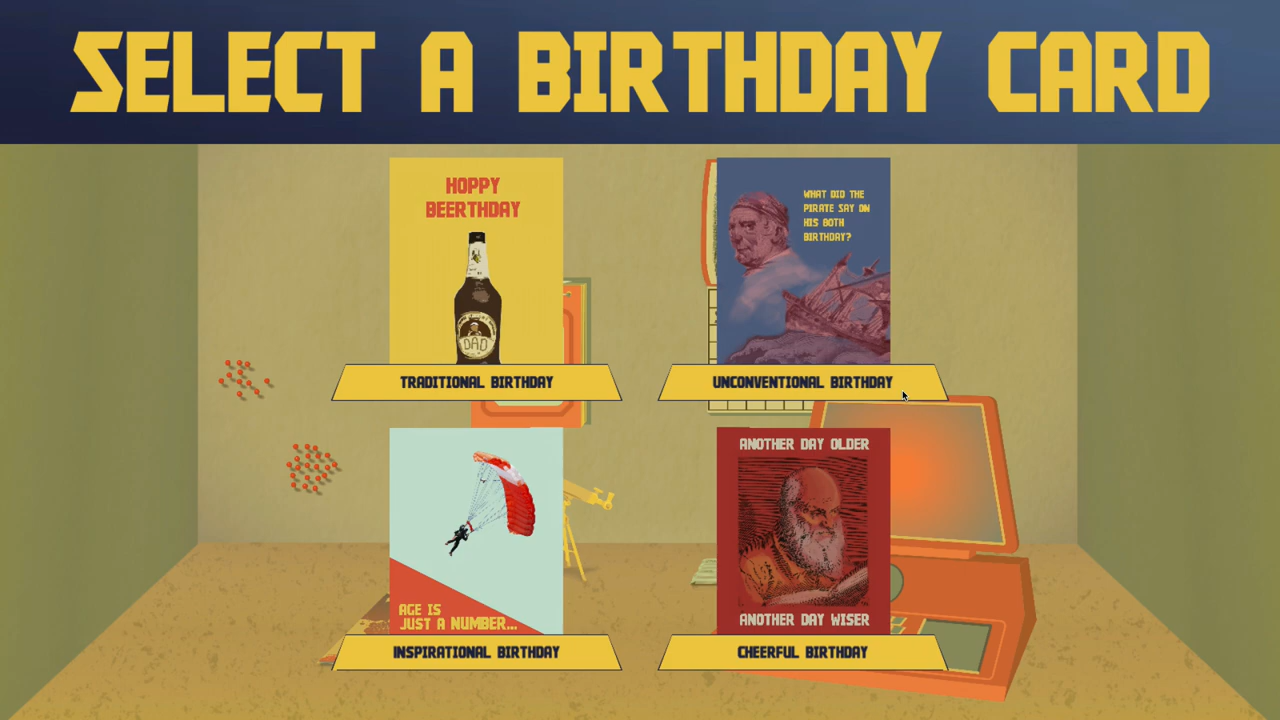 SELECT A BIRTHDAY CARD
HOPPY
BEERTHDAY
DAD
TRADITIONAL BIRTHDAY
WHAT DID THE
PIRATE SAY ON
HIS 80TH
BIRTHDAY?
UNCONVENTIONAL BIRTHDAY
AGE IS
JUST A NUMBER...
INSPIRATIONAL BIRTHDAY
ANOTHER DAY OLDER
ANOTHER DAY WISER
CHEERFUL BIRTHDAY